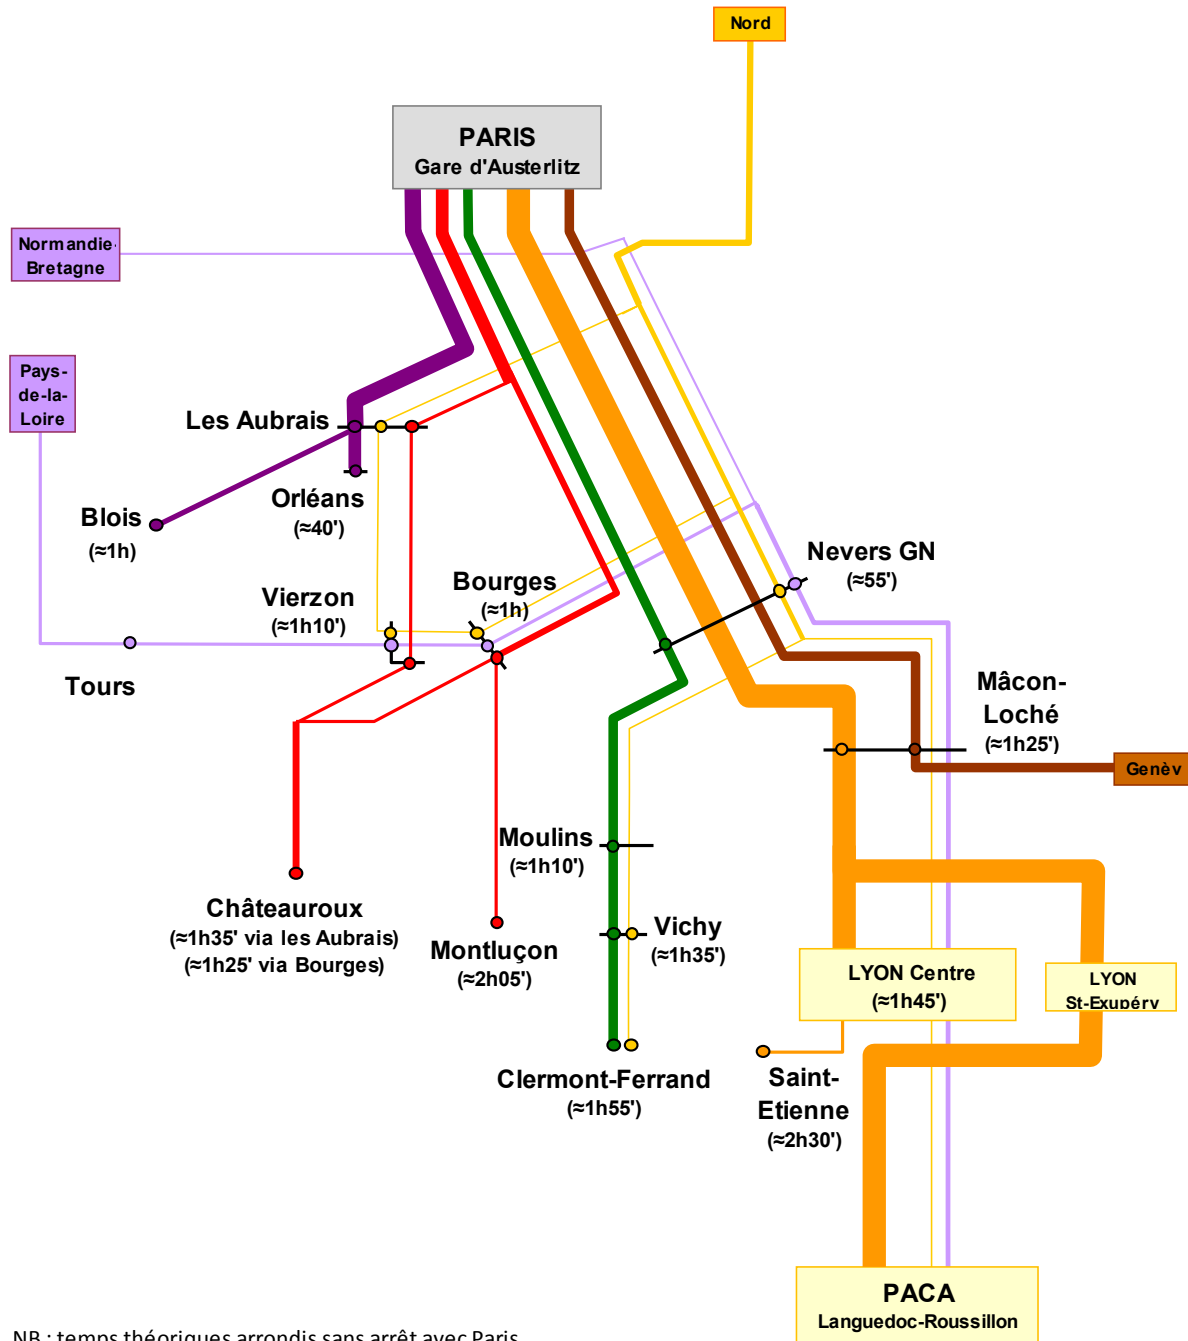 Nord
PARIS
Gare d'Austerlitz
Normandie-
Bretagne
Pays-
de-la-
Loire
Les Aubrais
Orléans
(≈40')
Blois
(≈1h)
Nevers GN
(≈55')
Bourges
(≈1h)
Vierzon
(≈1h10')
Tours
Mâcon-
Loché
(≈1h25')
Genèv
Moulins
(≈1h10')
Châteauroux
(≈1h35' via les Aubrais)
(≈1h25' via Bourges)
Montluçon
(≈2h05')
Vichy
(≈1h35')
LYON Centre
(≈1h45')
LYON
St-Exupéry
Clermont-Ferrand
(≈1h55')
Saint-
Etienne
(≈2h30')
PACA
Languedoc-Roussillon
NB : temps théoriques arrondis sans arrêt avec Paris